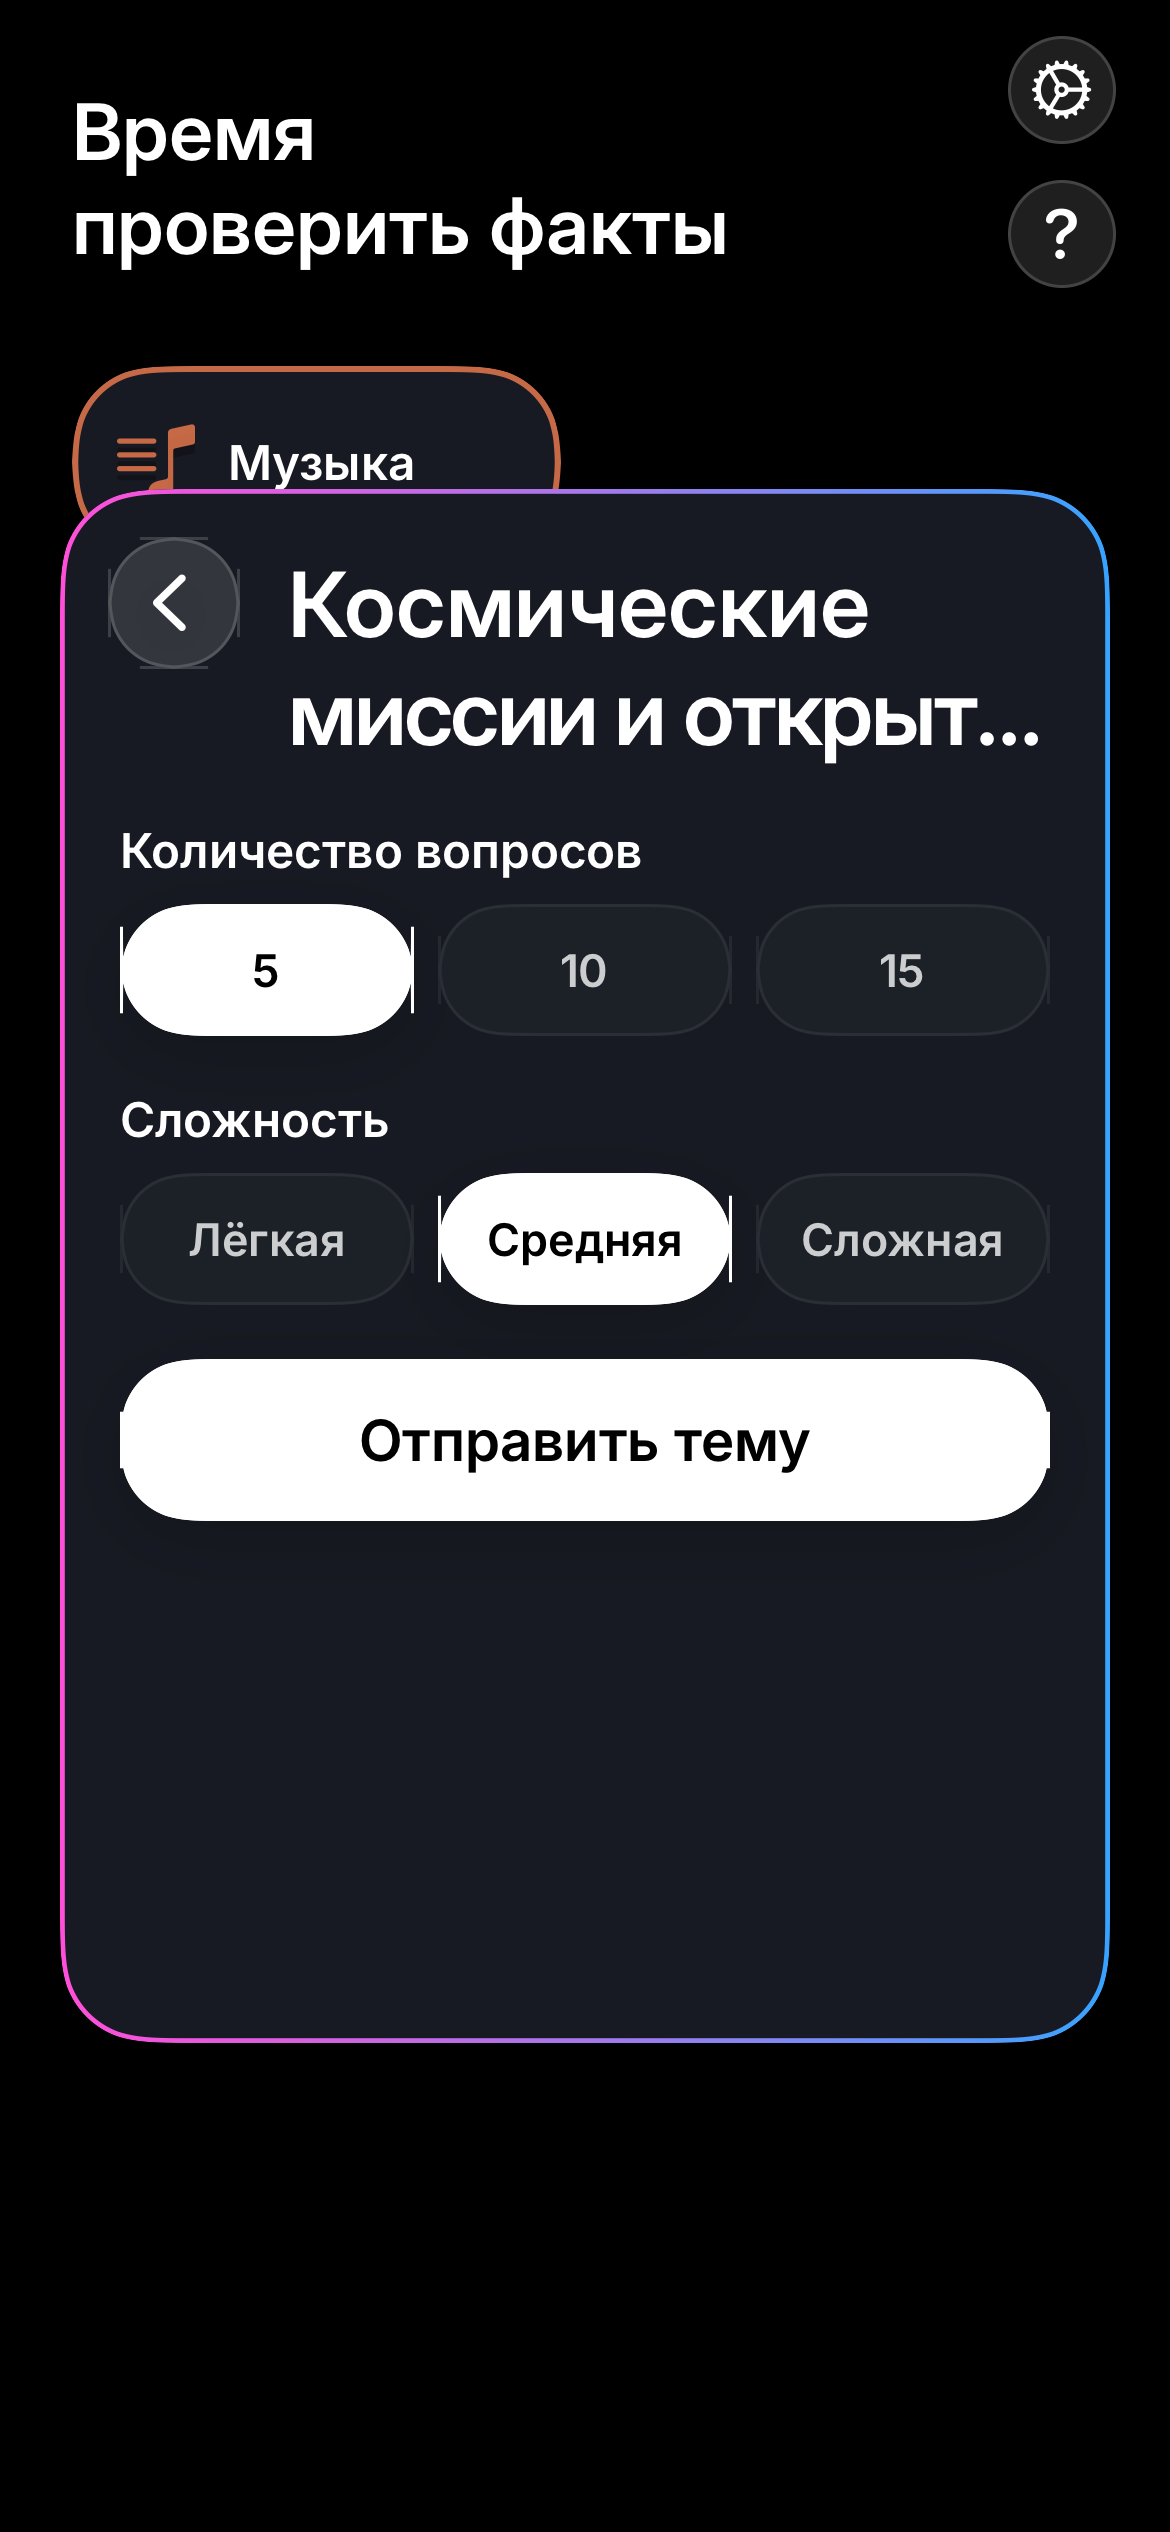 Время
проверить факты
?
Музыка
Космические
миссии и открыт...
Количество вопросов
5
10
15
Сложность
Лёгкая
Средняя
Сложная
Отправить тему